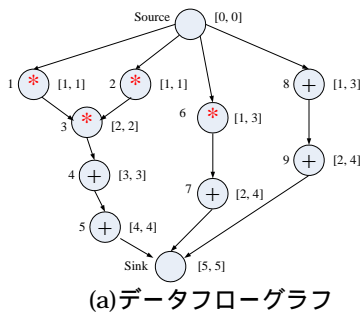 Source [0, 0]
1 * [1, 1] 2 * [1, 1] 8 + [1, 3]
3 * [2, 2] 6 * [1, 3]
4 + [3, 3] 9 + [2, 4]
7 + [2, 4]
5 + [4, 4]
Sink [5, 5]
(a)データフローグラフ